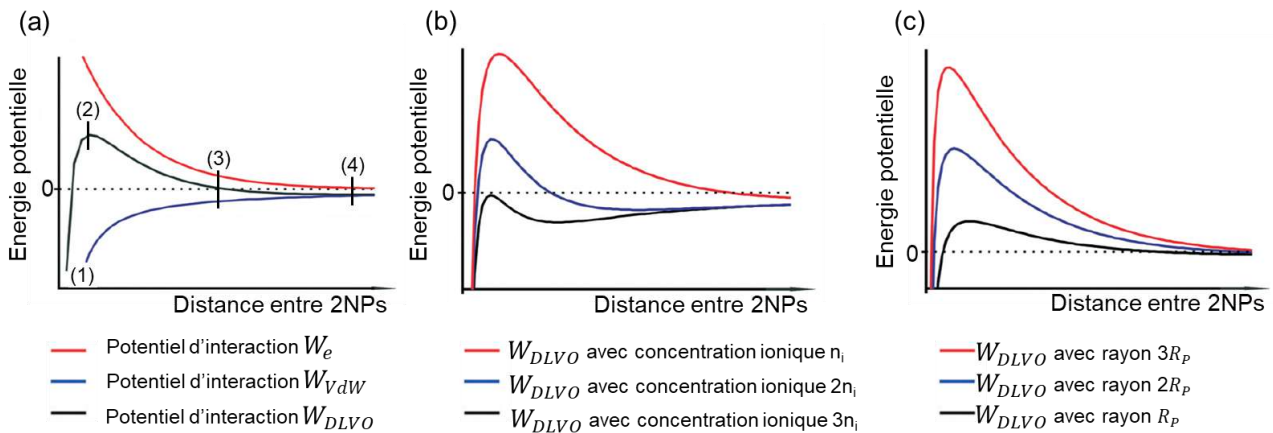 (a)
Energie potentielle
0
(1)
(2)
(3)
(4)
Distance entre 2NPs
Potentiel d'interaction W_e
Potentiel d'interaction W_VdW
Potentiel d'interaction W_DLVO
(b)
Energie potentielle
0
Distance entre 2NPs
W_DLVO avec concentration ionique n_i
W_DLVO avec concentration ionique 2n_i
W_DLVO avec concentration ionique 3n_i
(c)
Energie potentielle
0
Distance entre 2NPs
W_DLVO avec rayon 3R_P
W_DLVO avec rayon 2R_P
W_DLVO avec rayon R_P